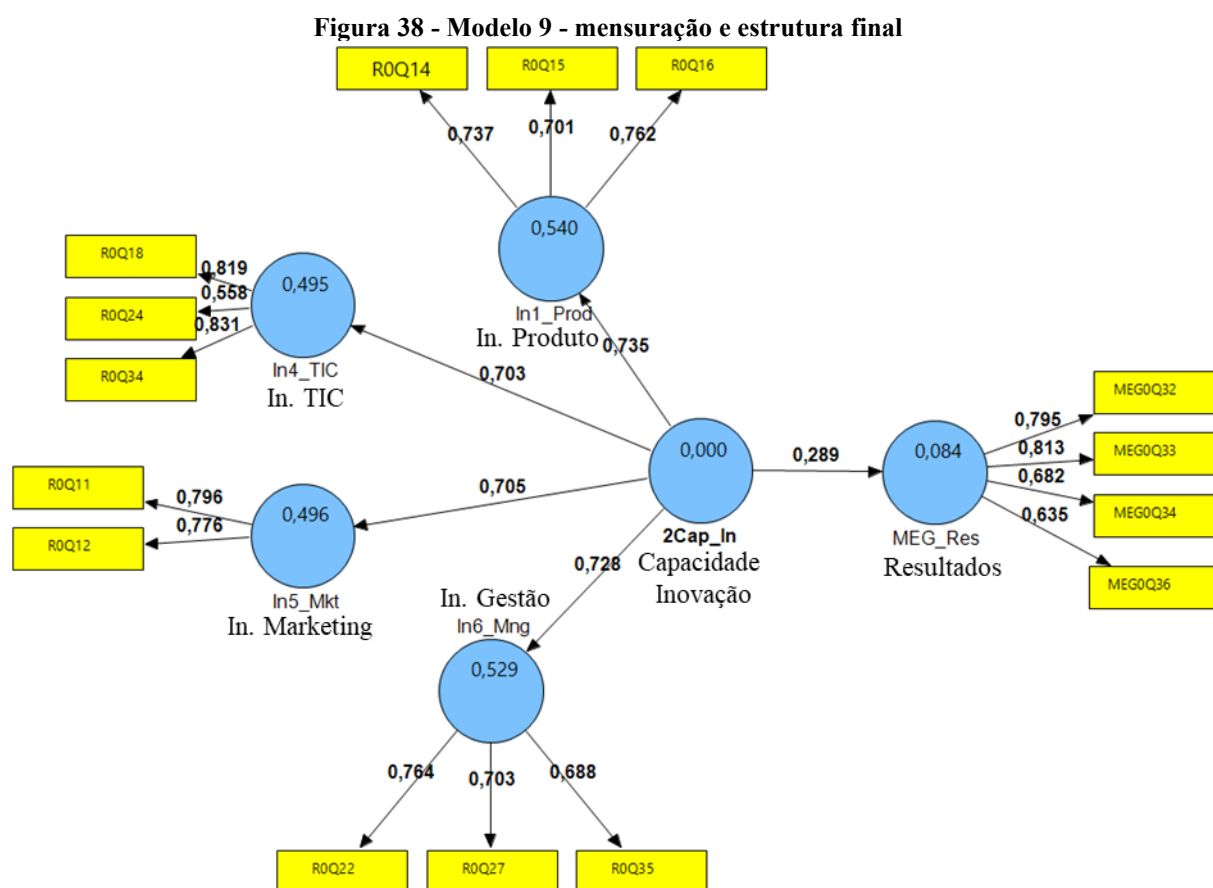 Figura 38 - Modelo 9 - mensuração e estrutura final
R0Q14
R0Q15
R0Q16
0,737
0,701
0,762
0,540
In1_Prod
In. Produto
0,735
R0Q18
R0Q24
R0Q34
0,819
0,558
0,831
0,495
In4_TIC
In. TIC
0,703
R0Q11
R0Q12
0,796
0,776
0,496
In5_Mkt
In. Marketing
0,705
0,000
2Cap_In
Capacidade
Inovação
0,289
0,084
MEG_Res
Resultados
0,795
0,813
0,682
0,635
MEG0Q32
MEG0Q33
MEG0Q34
MEG0Q36
0,728
In. Gestão
In6_Mng
0,529
0,764
0,703
0,688
R0Q22
R0Q27
R0Q35